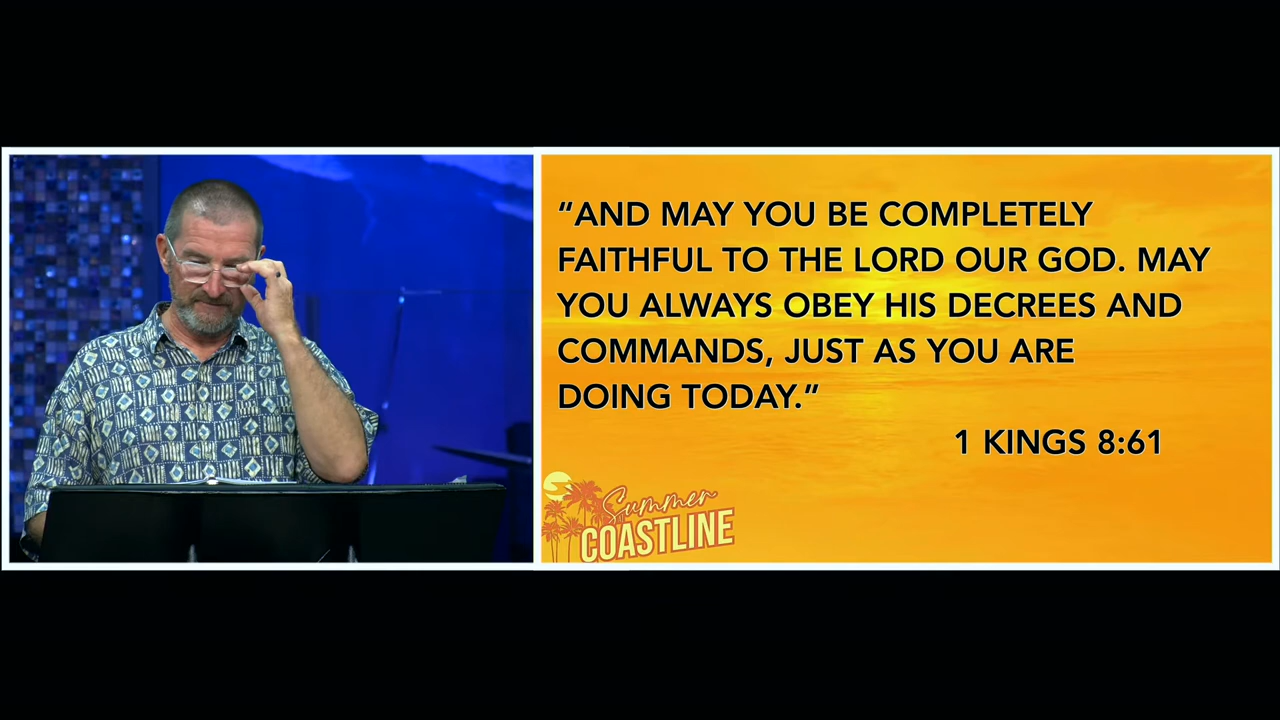 “AND MAY YOU BE COMPLETELY
FAITHFUL TO THE LORD OUR GOD. MAY
YOU ALWAYS OBEY HIS DECREES AND
COMMANDS, JUST AS YOU ARE
DOING TODAY.”
1 KINGS 8:61
Summer
COASTLINE